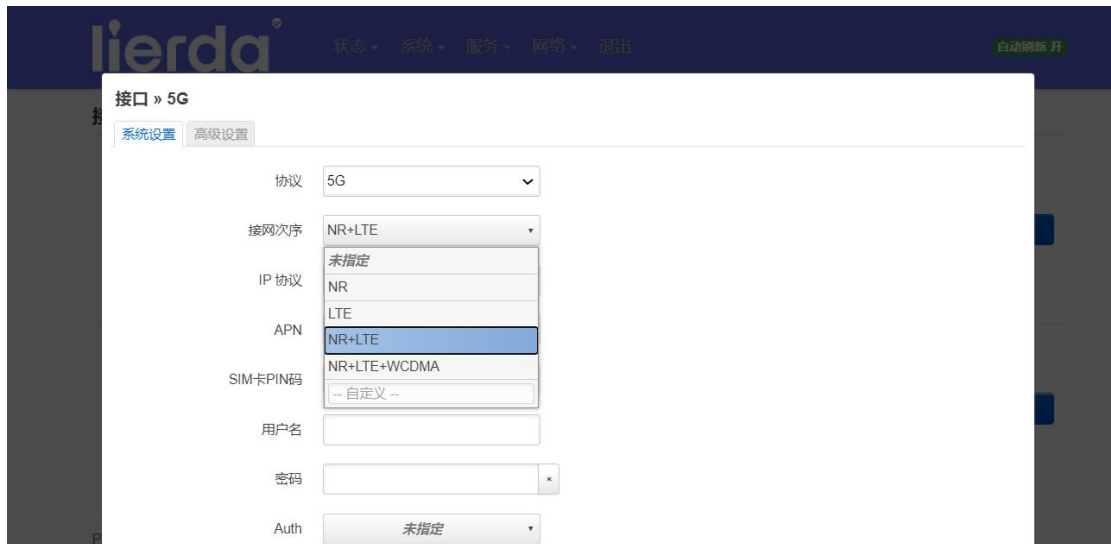 lierda®
状态 系统 服务 网络 退出
自动刷新 开
接
接口 » 5G
系统设置 高级设置
协议 5G
接网次序 NR+LTE
未指定
IP 协议
NR
LTE
APN
NR+LTE
NR+LTE+WCDMA
SIM卡PIN码
-- 自定义 --
用户名
密码 *
Auth 未指定
P